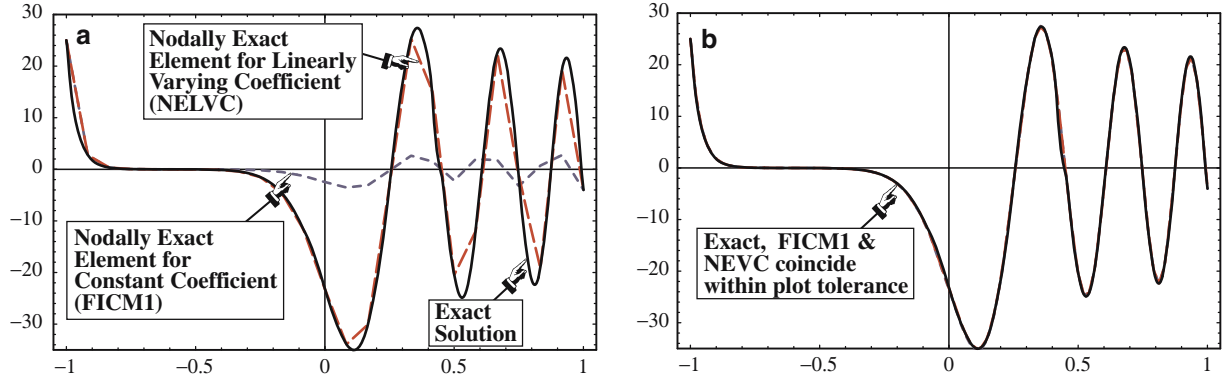 a
30
20
10
0
−10
−20
−30
−1
−0.5
0
0.5
1
Nodally Exact
Element for Linearly
Varying Coefficient
(NELVC)
Nodally Exact
Element for
Constant Coefficient
(FICM1)
Exact
Solution
b
30
20
10
0
−10
−20
−30
−1
−0.5
0
0.5
1
Exact, FICM1 &
NEVC coincide
within plot tolerance